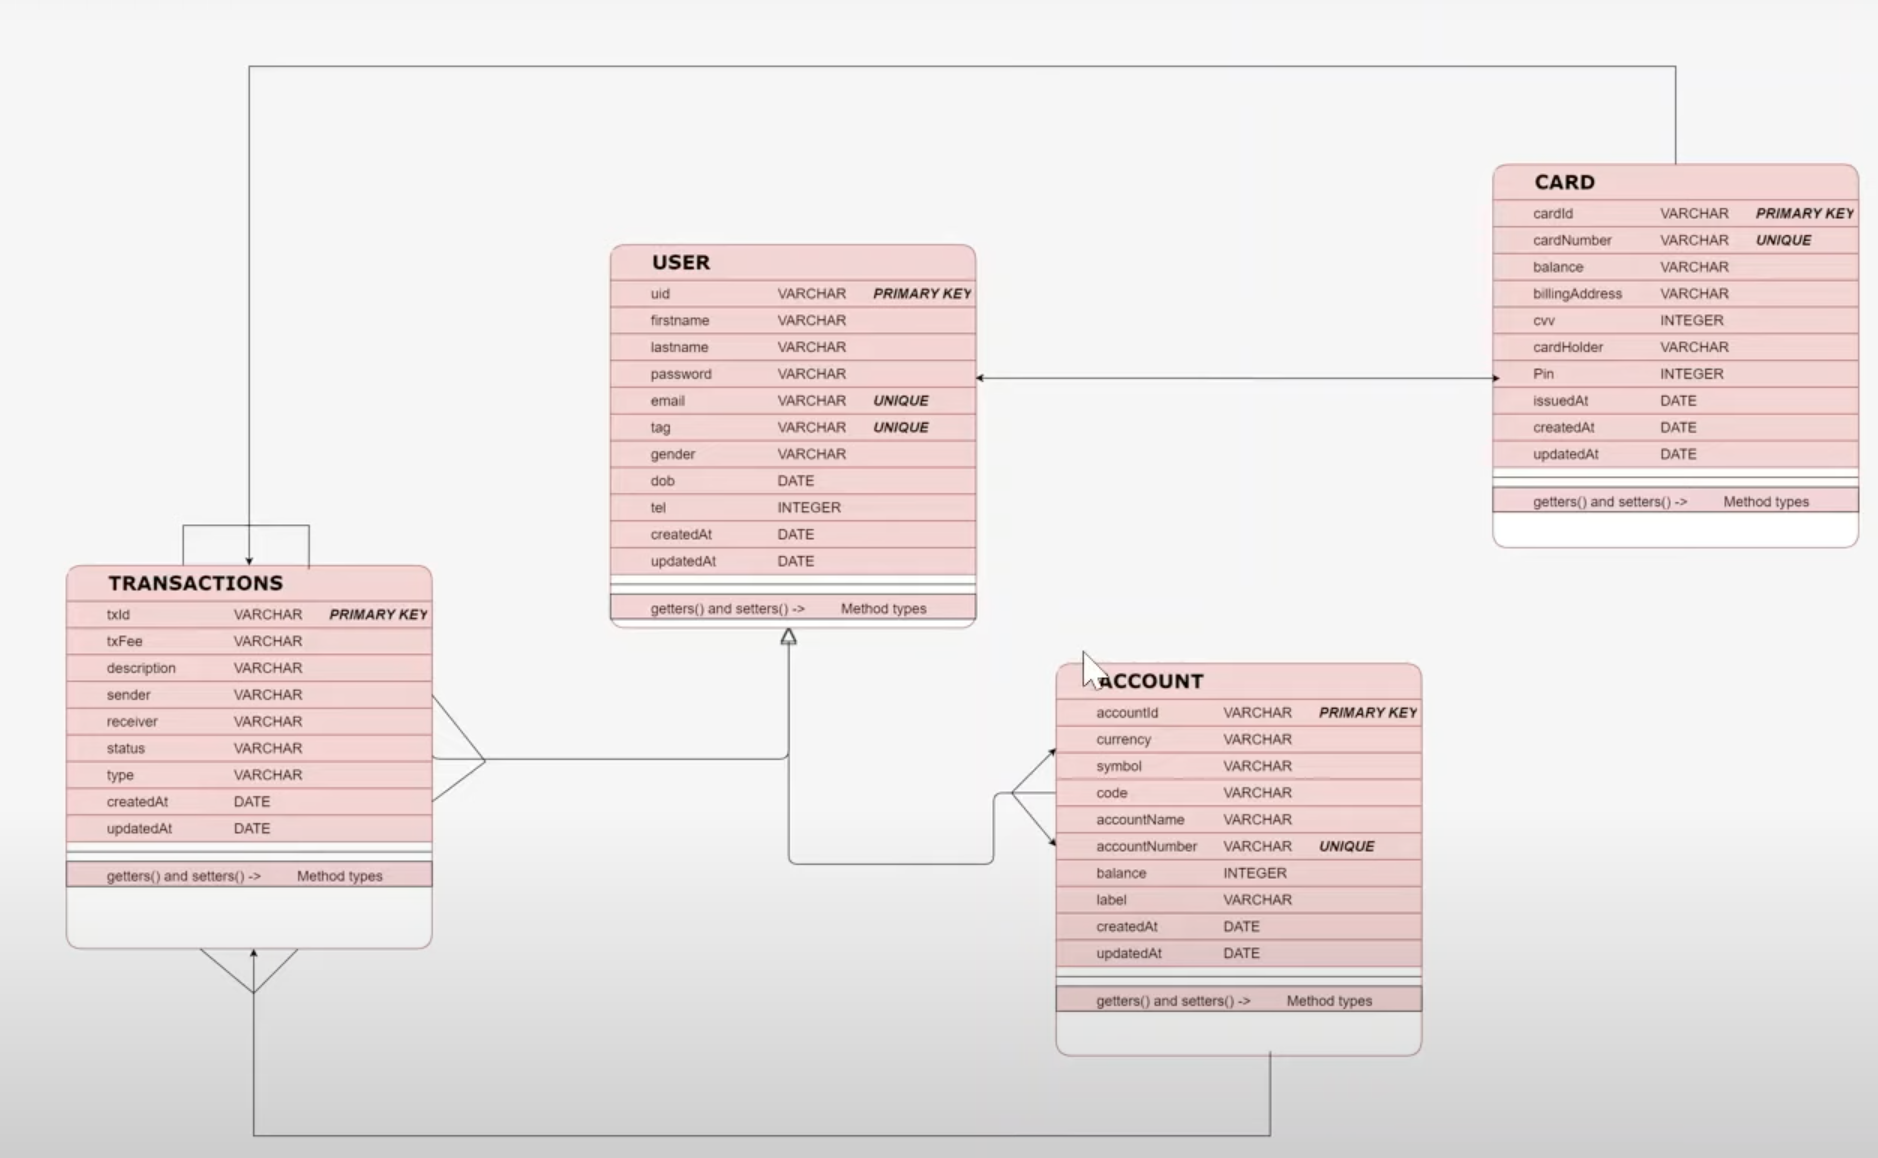 CARD
cardId VARCHAR PRIMARY KEY
cardNumber VARCHAR UNIQUE
balance VARCHAR
billingAddress VARCHAR
cvv INTEGER
cardHolder VARCHAR
Pin INTEGER
issuedAt DATE
createdAt DATE
updatedAt DATE
getters() and setters() -> Method types
USER
uid VARCHAR PRIMARY KEY
firstname VARCHAR
lastname VARCHAR
password VARCHAR
email VARCHAR UNIQUE
tag VARCHAR UNIQUE
gender VARCHAR
dob DATE
tel INTEGER
createdAt DATE
updatedAt DATE
getters() and setters() -> Method types
TRANSACTIONS
txId VARCHAR PRIMARY KEY
txFee VARCHAR
description VARCHAR
sender VARCHAR
receiver VARCHAR
status VARCHAR
type VARCHAR
createdAt DATE
updatedAt DATE
getters() and setters() -> Method types
ACCOUNT
accountId VARCHAR PRIMARY KEY
currency VARCHAR
symbol VARCHAR
code VARCHAR
accountName VARCHAR
accountNumber VARCHAR UNIQUE
balance INTEGER
label VARCHAR
createdAt DATE
updatedAt DATE
getters() and setters() -> Method types